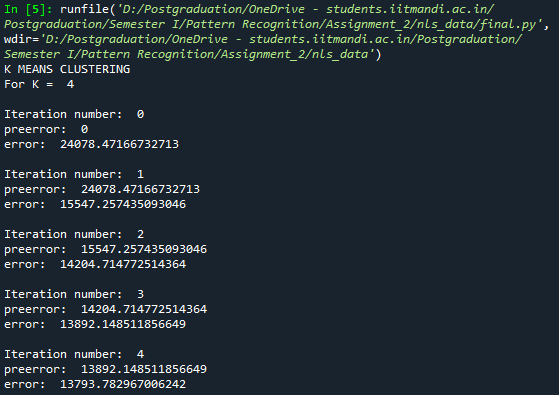 In [5]: runfile('D:/Postgraduation/OneDrive - students.iitmandi.ac.in/
Postgraduation/Semester I/Pattern Recognition/Assignment_2/nls_data/final.py',
wdir='D:/Postgraduation/OneDrive - students.iitmandi.ac.in/Postgraduation/
Semester I/Pattern Recognition/Assignment_2/nls_data')
K MEANS CLUSTERING
For K =  4
Iteration number:  0
preerror:  0
error:  24078.47166732713
Iteration number:  1
preerror:  24078.47166732713
error:  15547.257435093046
Iteration number:  2
preerror:  15547.257435093046
error:  14204.714772514364
Iteration number:  3
preerror:  14204.714772514364
error:  13892.148511856649
Iteration number:  4
preerror:  13892.148511856649
error:  13793.782967006242